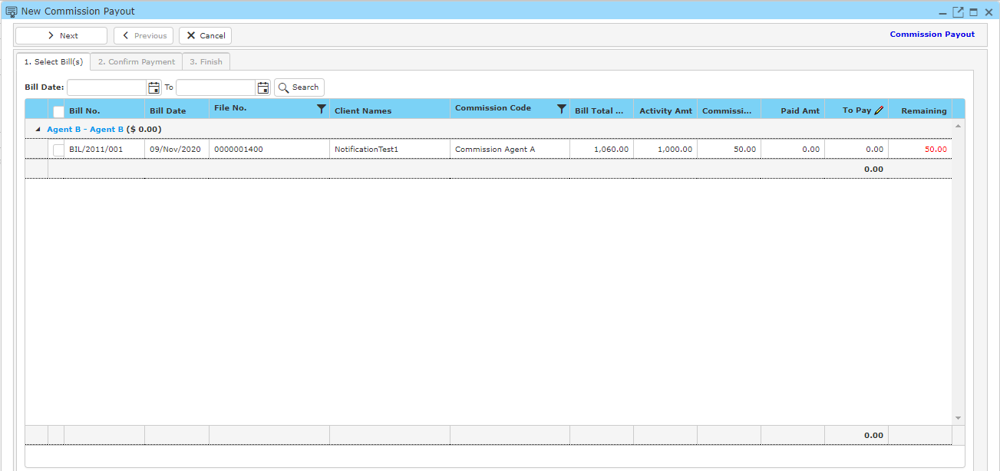 New Commission Payout
Next Previous Cancel Commission Payout
1. Select Bill(s) 2. Confirm Payment 3. Finish
Bill Date: To Search
Bill No. Bill Date File No. Client Names Commission Code Bill Total ... Activity Amt Commissi... Paid Amt To Pay Remaining
Agent B - Agent B ($ 0.00)
BIL/2011/001 09/Nov/2020 0000001400 NotificationTest1 Commission Agent A 1,060.00 1,000.00 50.00 0.00 0.00 50.00
0.00
0.00